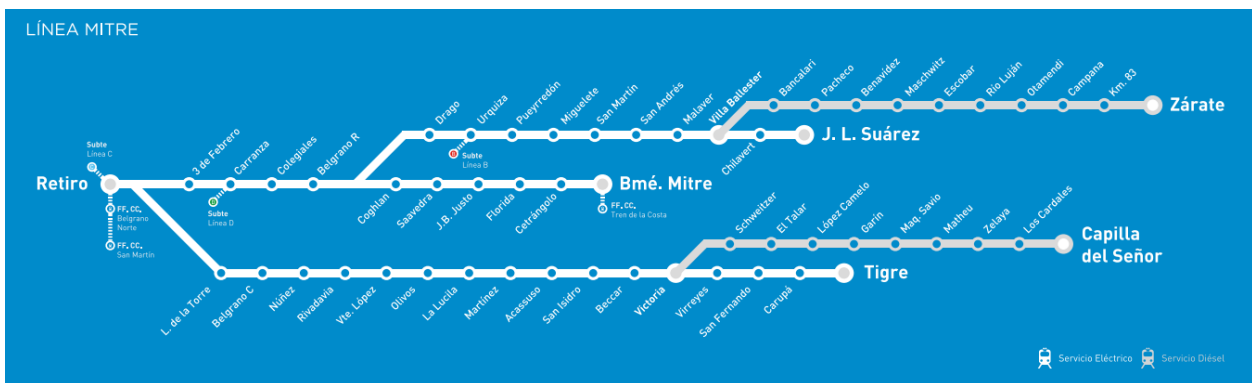 LÍNEA MITRE
Bancalari
Pacheco
Benavídez
Maschwitz
Escobar
Río Luján
Otamendi
Campana
Km. 83
Zárate
Drago
Urquiza
Pueyrredón
Miguelete
San Martín
San Andrés
Malaver
Villa Ballester
Chilavert
J. L. Suárez
Subte
Línea B
Subte
Línea C
3 de Febrero
Carranza
Colegiales
Belgrano R
Retiro
Subte
Línea D
FF. CC.
Belgrano
Norte
FF. CC.
San Martín
Coghlan
Saavedra
J.B. Justo
Florida
Cetrángolo
Bmé. Mitre
FF. CC.
Tren de la Costa
Schweitzer
El Talar
López Camelo
Garín
Maq. Savio
Matheu
Zelaya
Los Cardales
Capilla
del Señor
L. de la Torre
Belgrano C
Núñez
Rivadavia
Vte. López
Olivos
La Lucila
Martínez
Acassuso
San Isidro
Beccar
Victoria
Virreyes
San Fernando
Carupá
Tigre
Servicio Eléctrico
Servicio Diésel